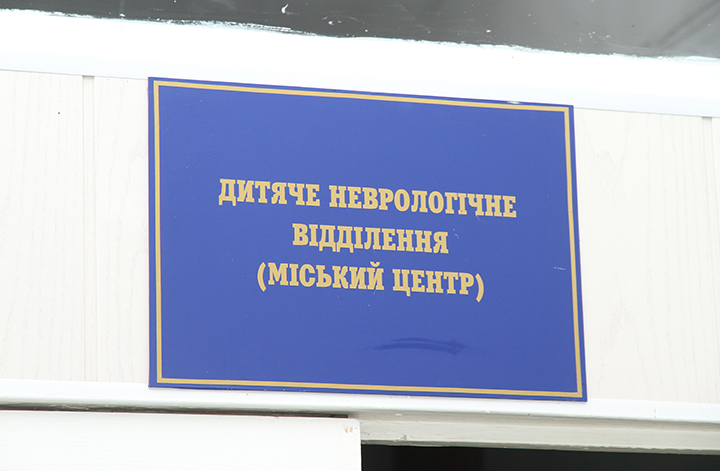 ДИТЯЧЕ НЕВРОЛОГІЧНЕ
ВІДДІЛЕННЯ
(МІСЬКИЙ ЦЕНТР)